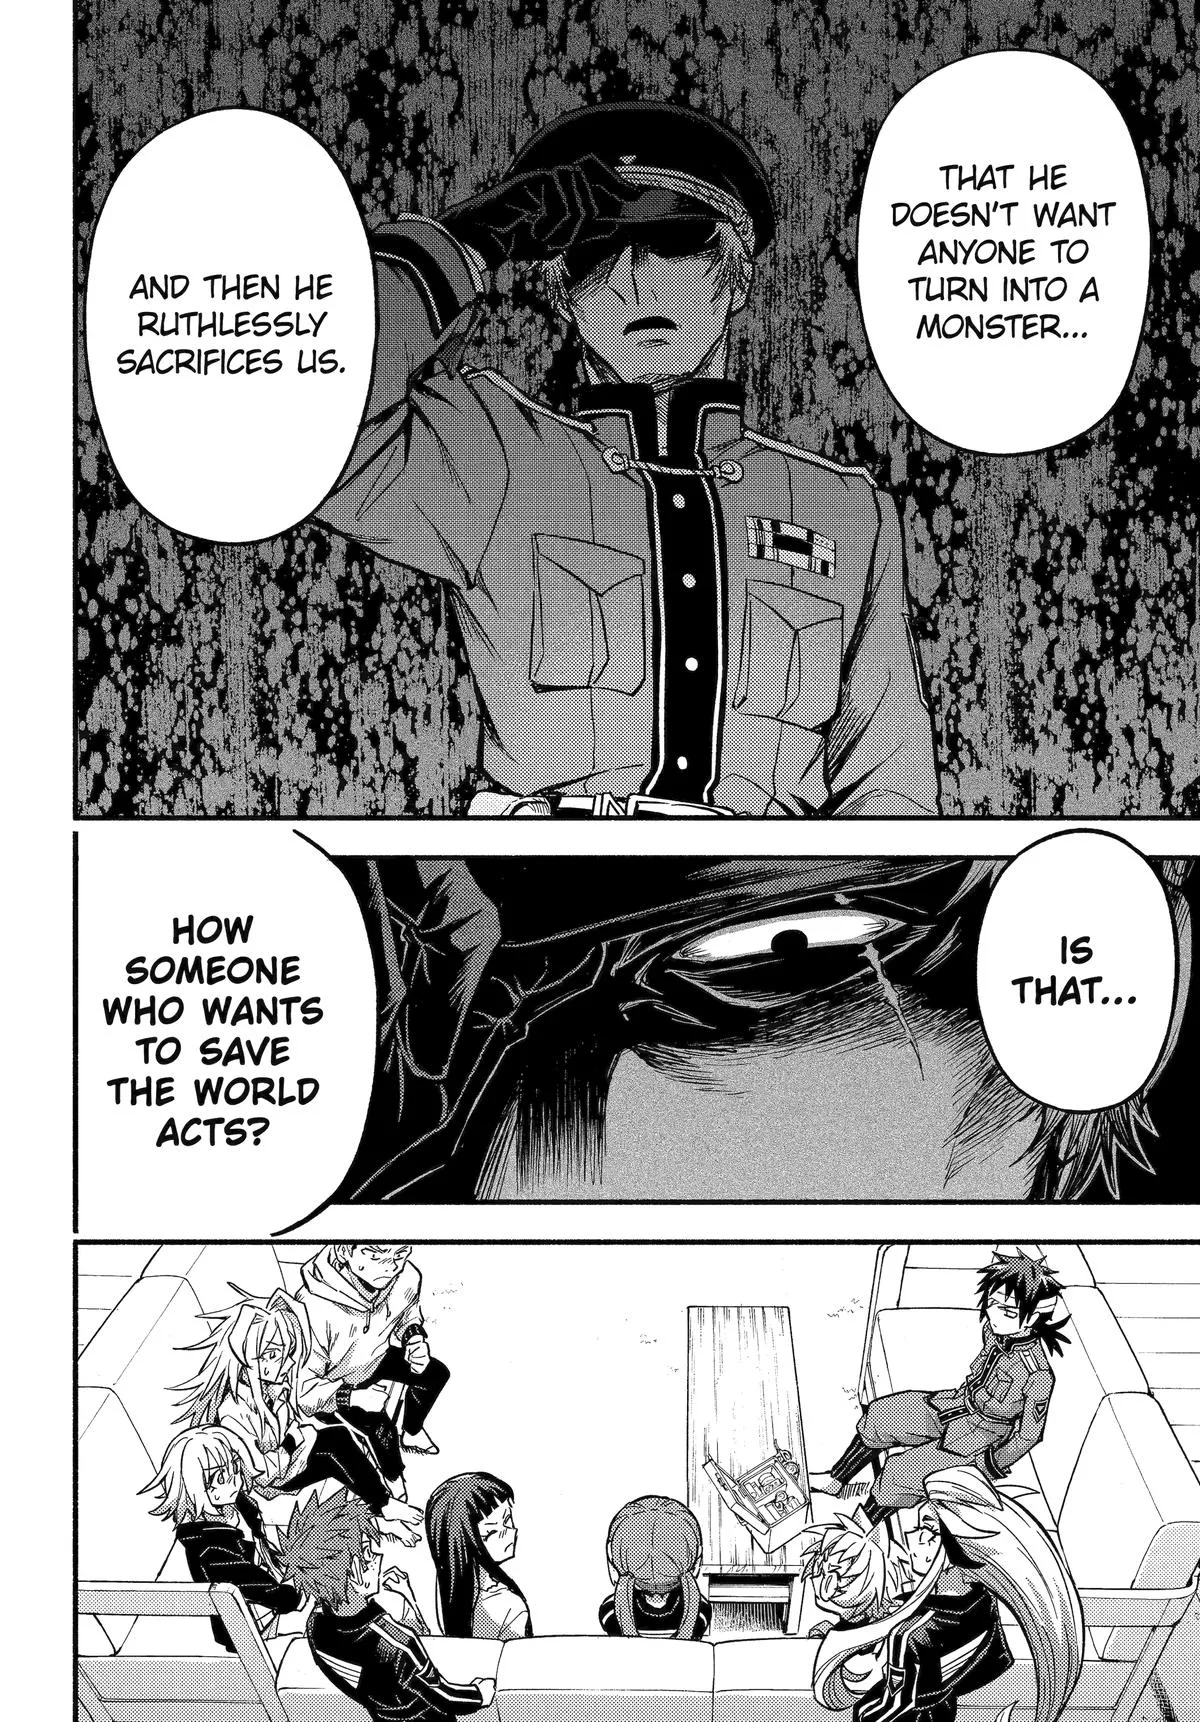 THAT HE
DOESN'T WANT
ANYONE TO
TURN INTO A
MONSTER...
AND THEN HE
RUTHLESSLY
SACRIFICES US.
IS
THAT...
HOW
SOMEONE
WHO WANTS
TO SAVE
THE WORLD
ACTS?